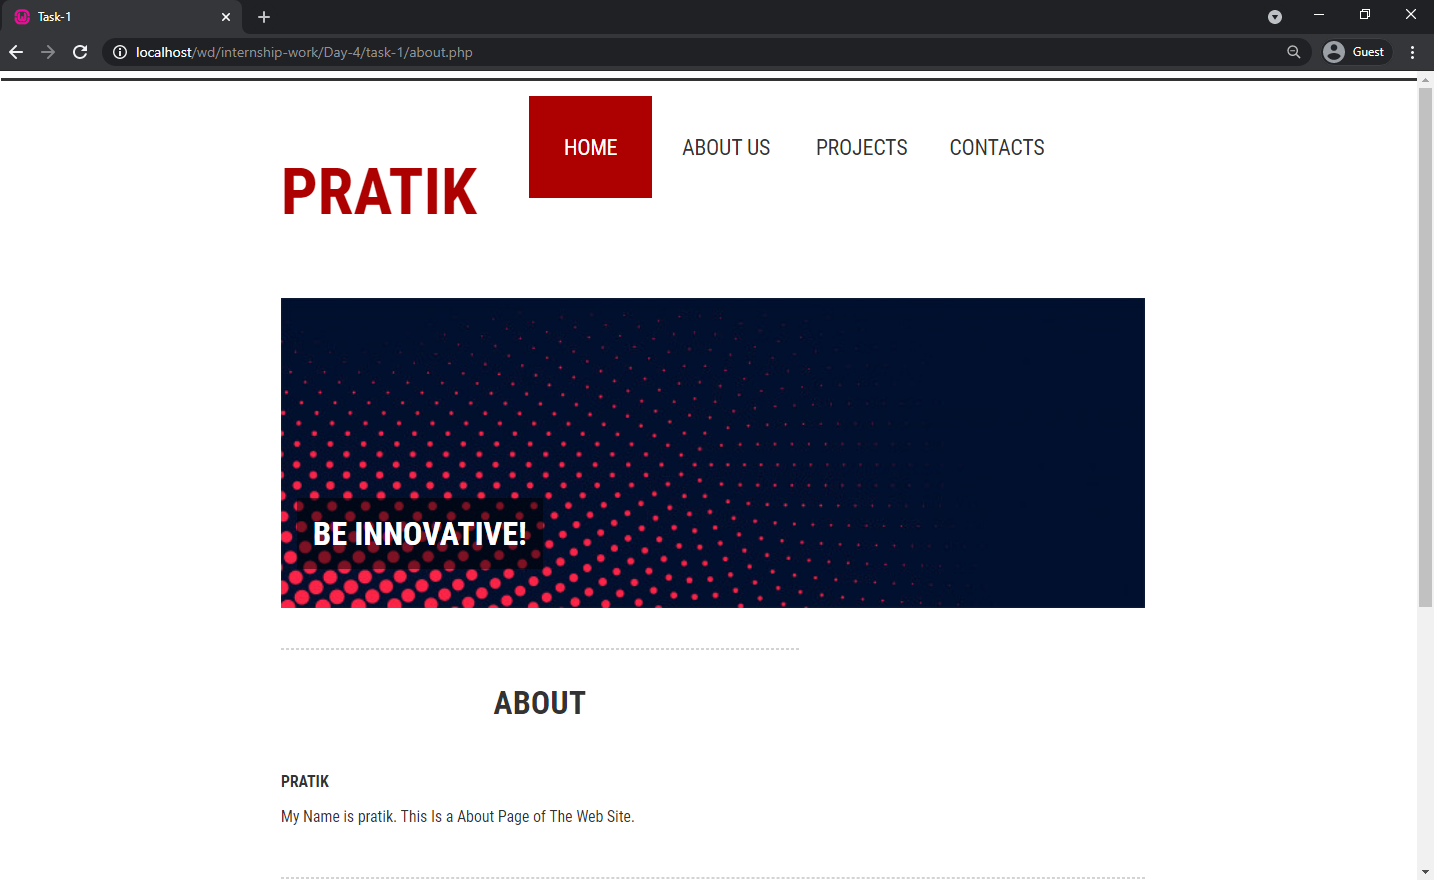 Task-1
localhost/wd/internship-work/Day-4/task-1/about.php
Guest
PRATIK
HOME ABOUT US PROJECTS CONTACTS
BE INNOVATIVE!
ABOUT
PRATIK
My Name is pratik. This Is a About Page of The Web Site.